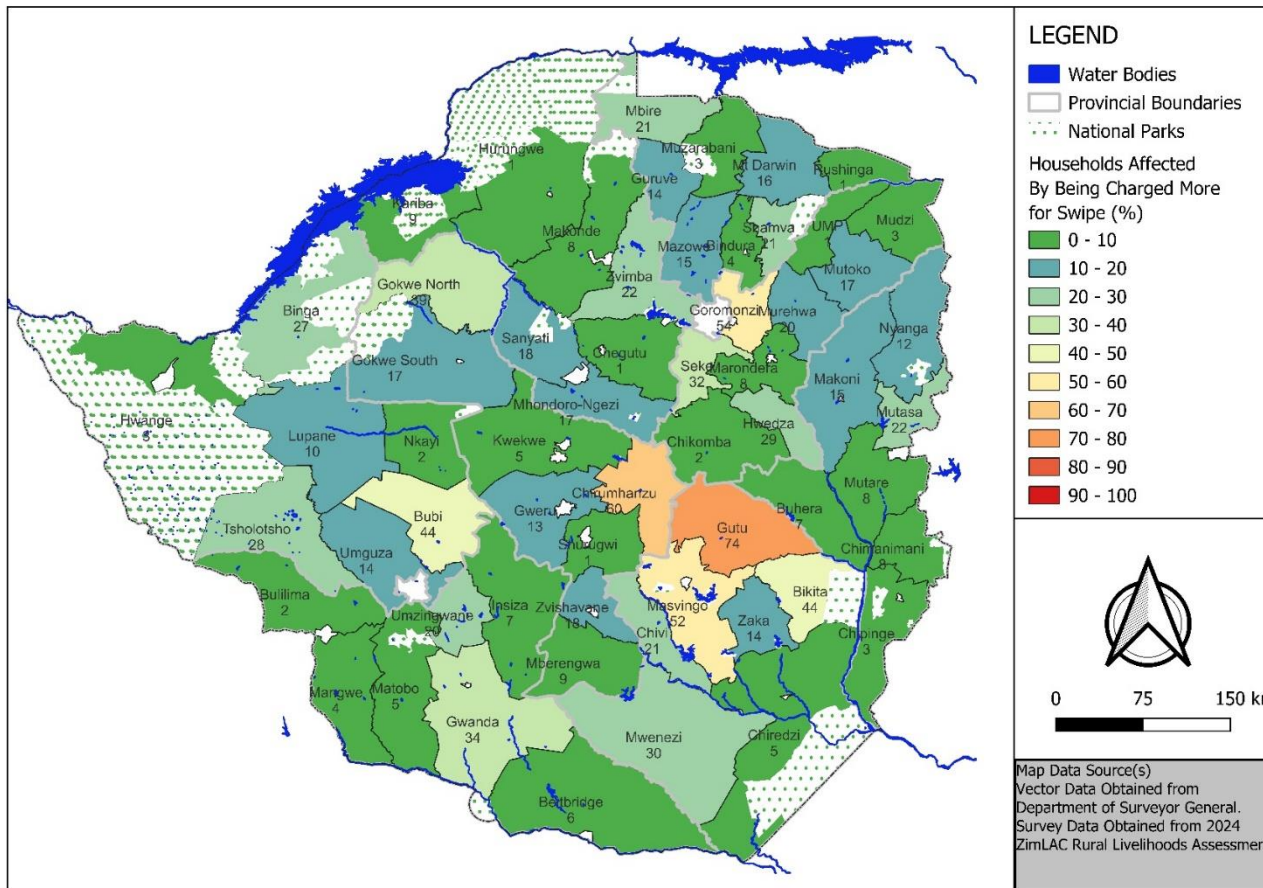 LEGEND
Water Bodies
Provincial Boundaries
National Parks
Households Affected
By Being Charged More
for Swipe (%)
0 - 10
10 - 20
20 - 30
30 - 40
40 - 50
50 - 60
60 - 70
70 - 80
80 - 90
90 - 100
0 75 150 km
Map Data Source(s)
Vector Data Obtained from
Department of Surveyor General.
Survey Data Obtained from 2024
ZimLAC Rural Livelihoods Assessmen
Mbire
21
Hurungwe
1
Muzarabani
3
Mt Darwin
16
Rushinga
1
Guruve
14
Kariba
9
Makonde
8
Mazowe
15
Bindura
4
Shamva
21
UMP
Mudzi
3
Zvimba
22
Mutoko
17
Gokwe North
39
Binga
27
Goromonzi
54
Murehwa
20
Nyanga
12
Sanyati
18
Chegutu
1
Seke
32
Marondera
8
Makoni
15
Gokwe South
17
Mhondoro-Ngezi
17
Hwedza
29
Mutasa
22
Hwange
Lupane
10
Nkayi
2
Kwekwe
5
Chikomba
2
Mutare
8
Chirumhanzu
60
Gweru
13
Bubi
44
Gutu
74
Buhera
7
Tsholotsho
28
Umguza
14
Shurugwi
1
Chimanimani
8
Bulilima
2
Umzingwane
Insiza
7
Zvishavane
18
Masvingo
52
Zaka
14
Bikita
44
Chivi
21
Chipinge
3
Mangwe
4
Matobo
5
Mberengwa
9
Gwanda
34
Mwenezi
30
Chiredzi
5
Beitbridge
6